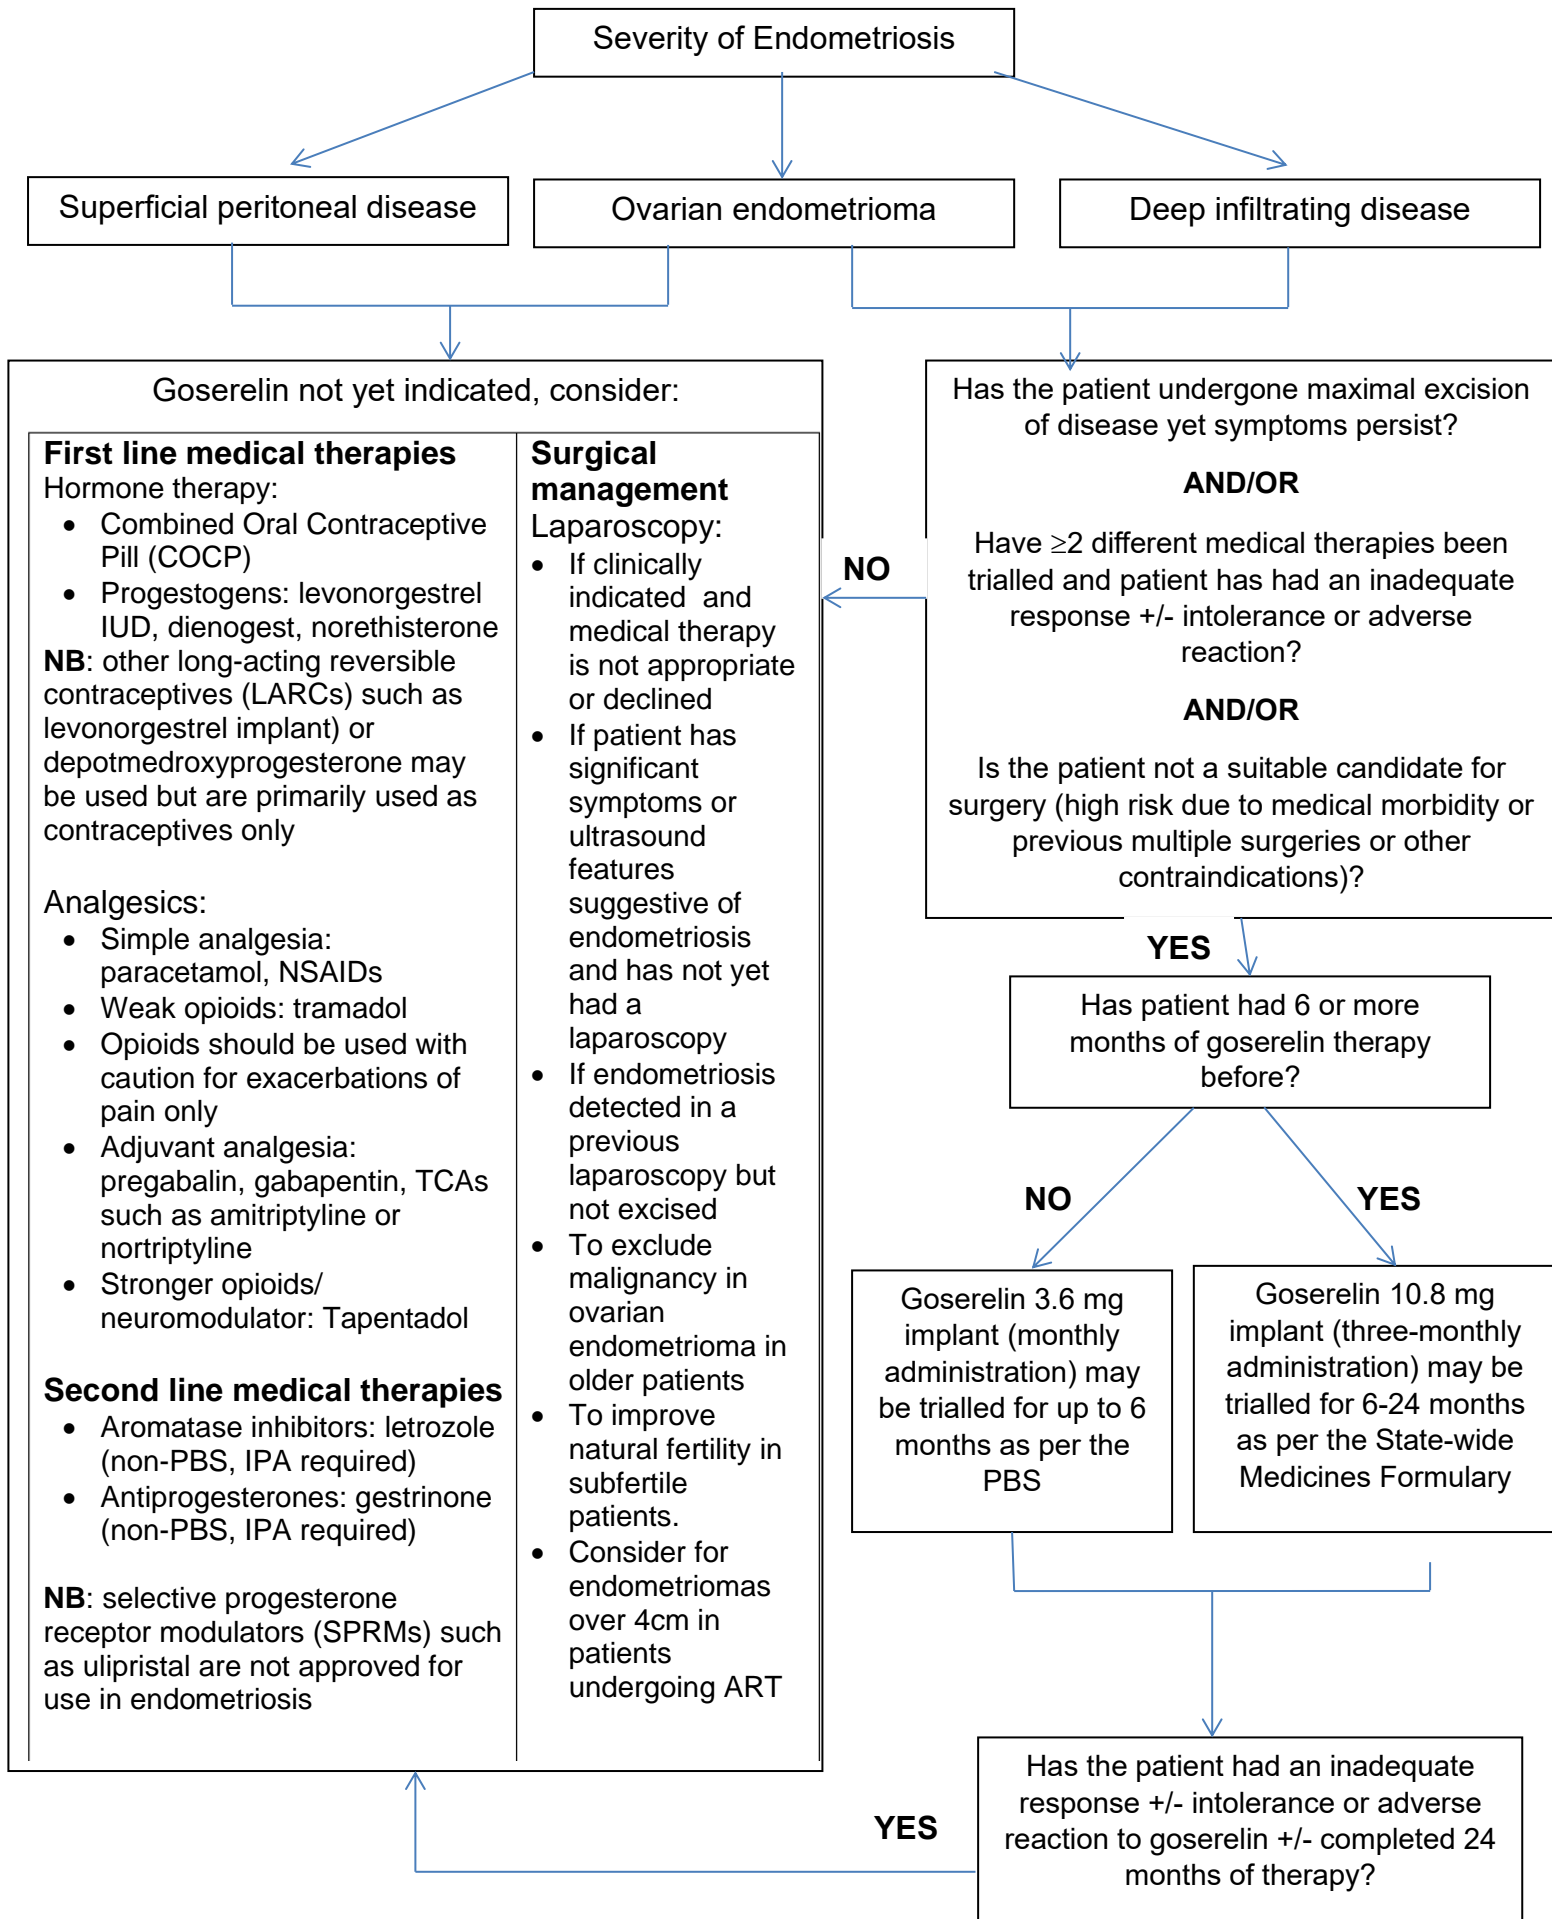 Severity of Endometriosis
Superficial peritoneal disease
Ovarian endometrioma
Deep infiltrating disease
Goserelin not yet indicated, consider:
First line medical therapies
Hormone therapy:
• Combined Oral Contraceptive
Pill (COCP)
• Progestogens: levonorgestrel
IUD, dienogest, norethisterone
NB: other long-acting reversible
contraceptives (LARCs) such as
levonorgestrel implant) or
depotmedroxyprogesterone may
be used but are primarily used as
contraceptives only
Analgesics:
• Simple analgesia:
paracetamol, NSAIDs
• Weak opioids: tramadol
• Opioids should be used with
caution for exacerbations of
pain only
• Adjuvant analgesia:
pregabalin, gabapentin, TCAs
such as amitriptyline or
nortriptyline
• Stronger opioids/
neuromodulator: Tapentadol
Second line medical therapies
• Aromatase inhibitors: letrozole
(non-PBS, IPA required)
• Antiprogesterones: gestrinone
(non-PBS, IPA required)
NB: selective progesterone
receptor modulators (SPRMs) such
as ulipristal are not approved for
use in endometriosis
Surgical
management
Laparoscopy:
• If clinically
indicated and
medical therapy
is not appropriate
or declined
• If patient has
significant
symptoms or
ultrasound
features
suggestive of
endometriosis
and has not yet
had a
laparoscopy
• If endometriosis
detected in a
previous
laparoscopy but
not excised
• To exclude
malignancy in
ovarian
endometrioma in
older patients
• To improve
natural fertility in
subfertile
patients.
• Consider for
endometriomas
over 4cm in
patients
undergoing ART
NO
Has the patient undergone maximal excision
of disease yet symptoms persist?
AND/OR
Have ≥2 different medical therapies been
trialled and patient has had an inadequate
response +/- intolerance or adverse
reaction?
AND/OR
Is the patient not a suitable candidate for
surgery (high risk due to medical morbidity or
previous multiple surgeries or other
contraindications)?
YES
Has patient had 6 or more
months of goserelin therapy
before?
NO
YES
Goserelin 3.6 mg
implant (monthly
administration) may
be trialled for up to 6
months as per the
PBS
Goserelin 10.8 mg
implant (three-monthly
administration) may be
trialled for 6-24 months
as per the State-wide
Medicines Formulary
Has the patient had an inadequate
response +/- intolerance or adverse
reaction to goserelin +/- completed 24
months of therapy?
YES